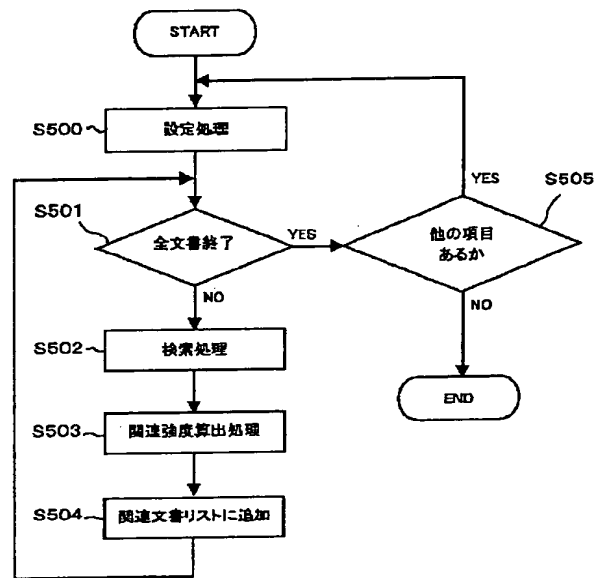 START
S500
設定処理
S501
全文書終了
YES
NO
S502
検索処理
S503
関連強度算出処理
S504
関連文書リストに追加
YES
S505
他の項目
あるか
NO
END